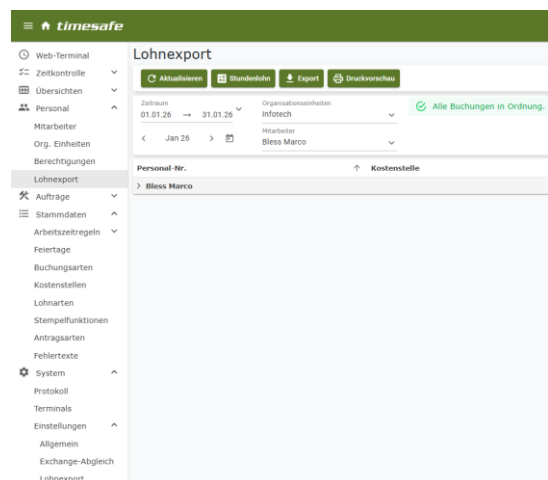 timesafe
Web-Terminal
Zeitkontrolle
Übersichten
Personal
Mitarbeiter
Org. Einheiten
Berechtigungen
Lohnexport
Aufträge
Stammdaten
Arbeitszeitregeln
Feiertage
Buchungsarten
Kostenstellen
Lohnarten
Stempelfunktionen
Antragsarten
Fehlertexte
System
Protokoll
Terminals
Einstellungen
Allgemein
Exchange-Abgleich
Lohnexport
Lohnexport
Aktualisieren Stundenlohn Export Druckvorschau
Zeitraum
01.01.26 → 31.01.26
Jan 26
Organisationseinheiten
Infotech
Mitarbeiter
Bless Marco
Alle Buchungen in Ordnung.
Personal-Nr. ↑ Kostenstelle
Bless Marco